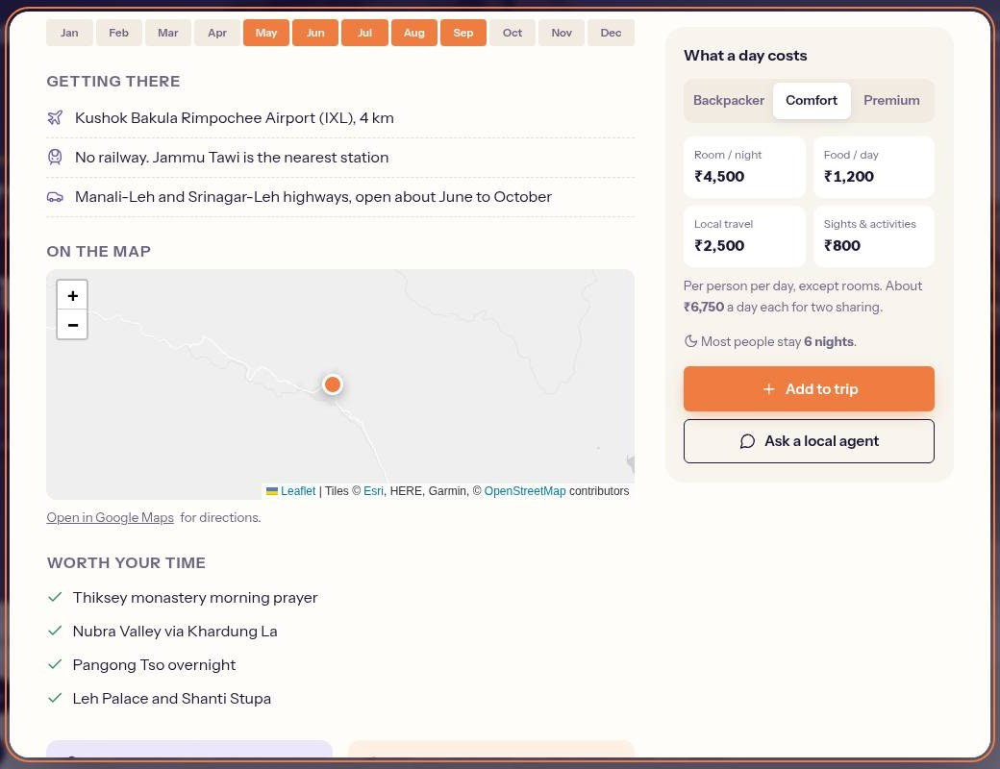 Jan Feb Mar Apr May Jun Jul Aug Sep Oct Nov Dec
GETTING THERE
Kushok Bakula Rimpochee Airport (IXL), 4 km
No railway. Jammu Tawi is the nearest station
Manali-Leh and Srinagar-Leh highways, open about June to October
ON THE MAP
+
−
Leaflet | Tiles © Esri, HERE, Garmin, © OpenStreetMap contributors
Open in Google Maps for directions.
WORTH YOUR TIME
Thiksey monastery morning prayer
Nubra Valley via Khardung La
Pangong Tso overnight
Leh Palace and Shanti Stupa
What a day costs
Backpacker Comfort Premium
Room / night
₹4,500
Food / day
₹1,200
Local travel
₹2,500
Sights & activities
₹800
Per person per day, except rooms. About
₹6,750 a day each for two sharing.
Most people stay 6 nights.
+ Add to trip
Ask a local agent